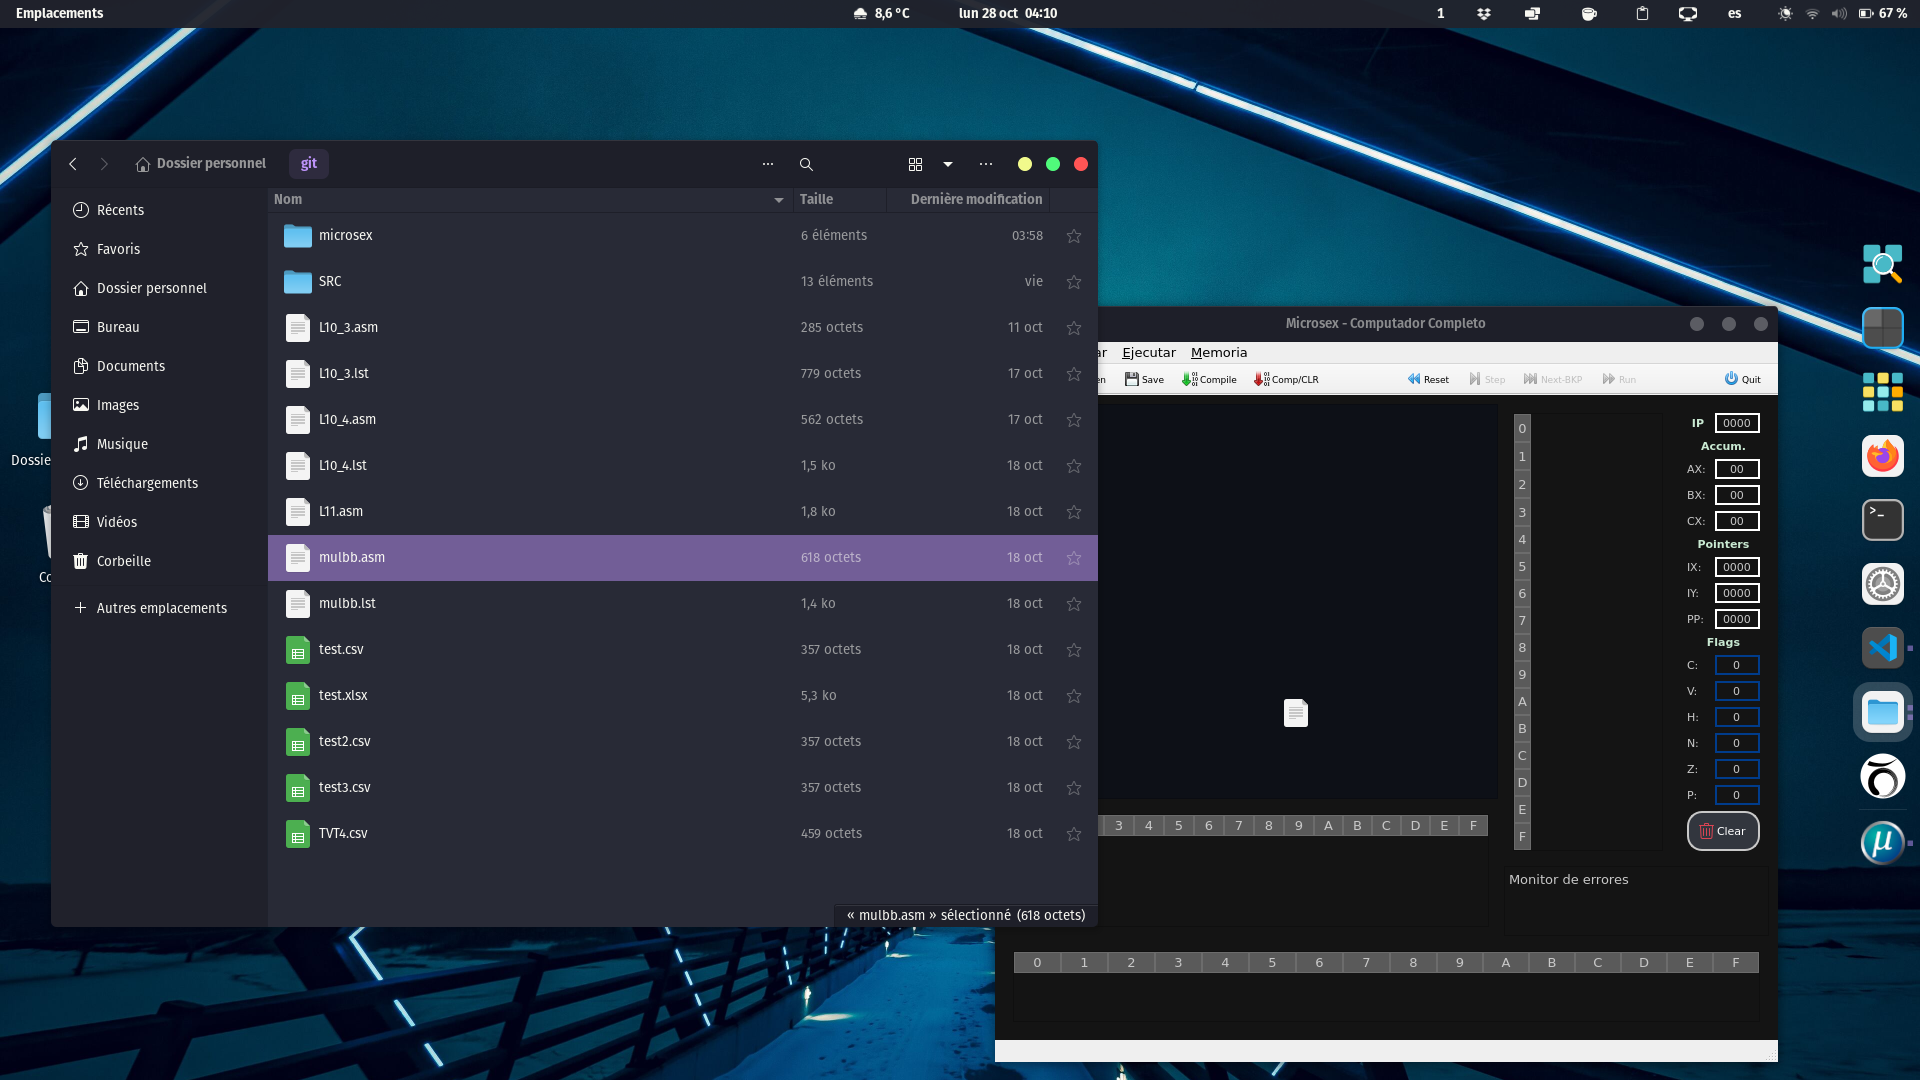 Emplacements
8,6 °C
lun 28 oct 04:10
1
es
67 %
Dossier personnel
git
Nom
Taille
Dernière modification
Récents
Favoris
Dossier personnel
Bureau
Documents
Images
Musique
Téléchargements
Vidéos
Corbeille
Autres emplacements
microsex 6 éléments 03:58
SRC 13 éléments vie
L10_3.asm 285 octets 11 oct
L10_3.lst 779 octets 17 oct
L10_4.asm 562 octets 17 oct
L10_4.lst 1,5 ko 18 oct
L11.asm 1,8 ko 18 oct
mulbb.asm 618 octets 18 oct
mulbb.lst 1,4 ko 18 oct
test.csv 357 octets 18 oct
test.xlsx 5,3 ko 18 oct
test2.csv 357 octets 18 oct
test3.csv 357 octets 18 oct
TVT4.csv 459 octets 18 oct
« mulbb.asm » sélectionné (618 octets)
Dossie
Co
Microsex - Computador Completo
ar Ejecutar Memoria
en Save Compile Comp/CLR Reset Step Next-BKP Run Quit
0
1
2
3
4
5
6
7
8
9
A
B
C
D
E
F
IP 0000
Accum.
AX: 00
BX: 00
CX: 00
Pointers
IX: 0000
IY: 0000
PP: 0000
Flags
C: 0
V: 0
H: 0
N: 0
Z: 0
P: 0
Clear
3 4 5 6 7 8 9 A B C D E F
Monitor de errores
0 1 2 3 4 5 6 7 8 9 A B C D E F
>_
μ